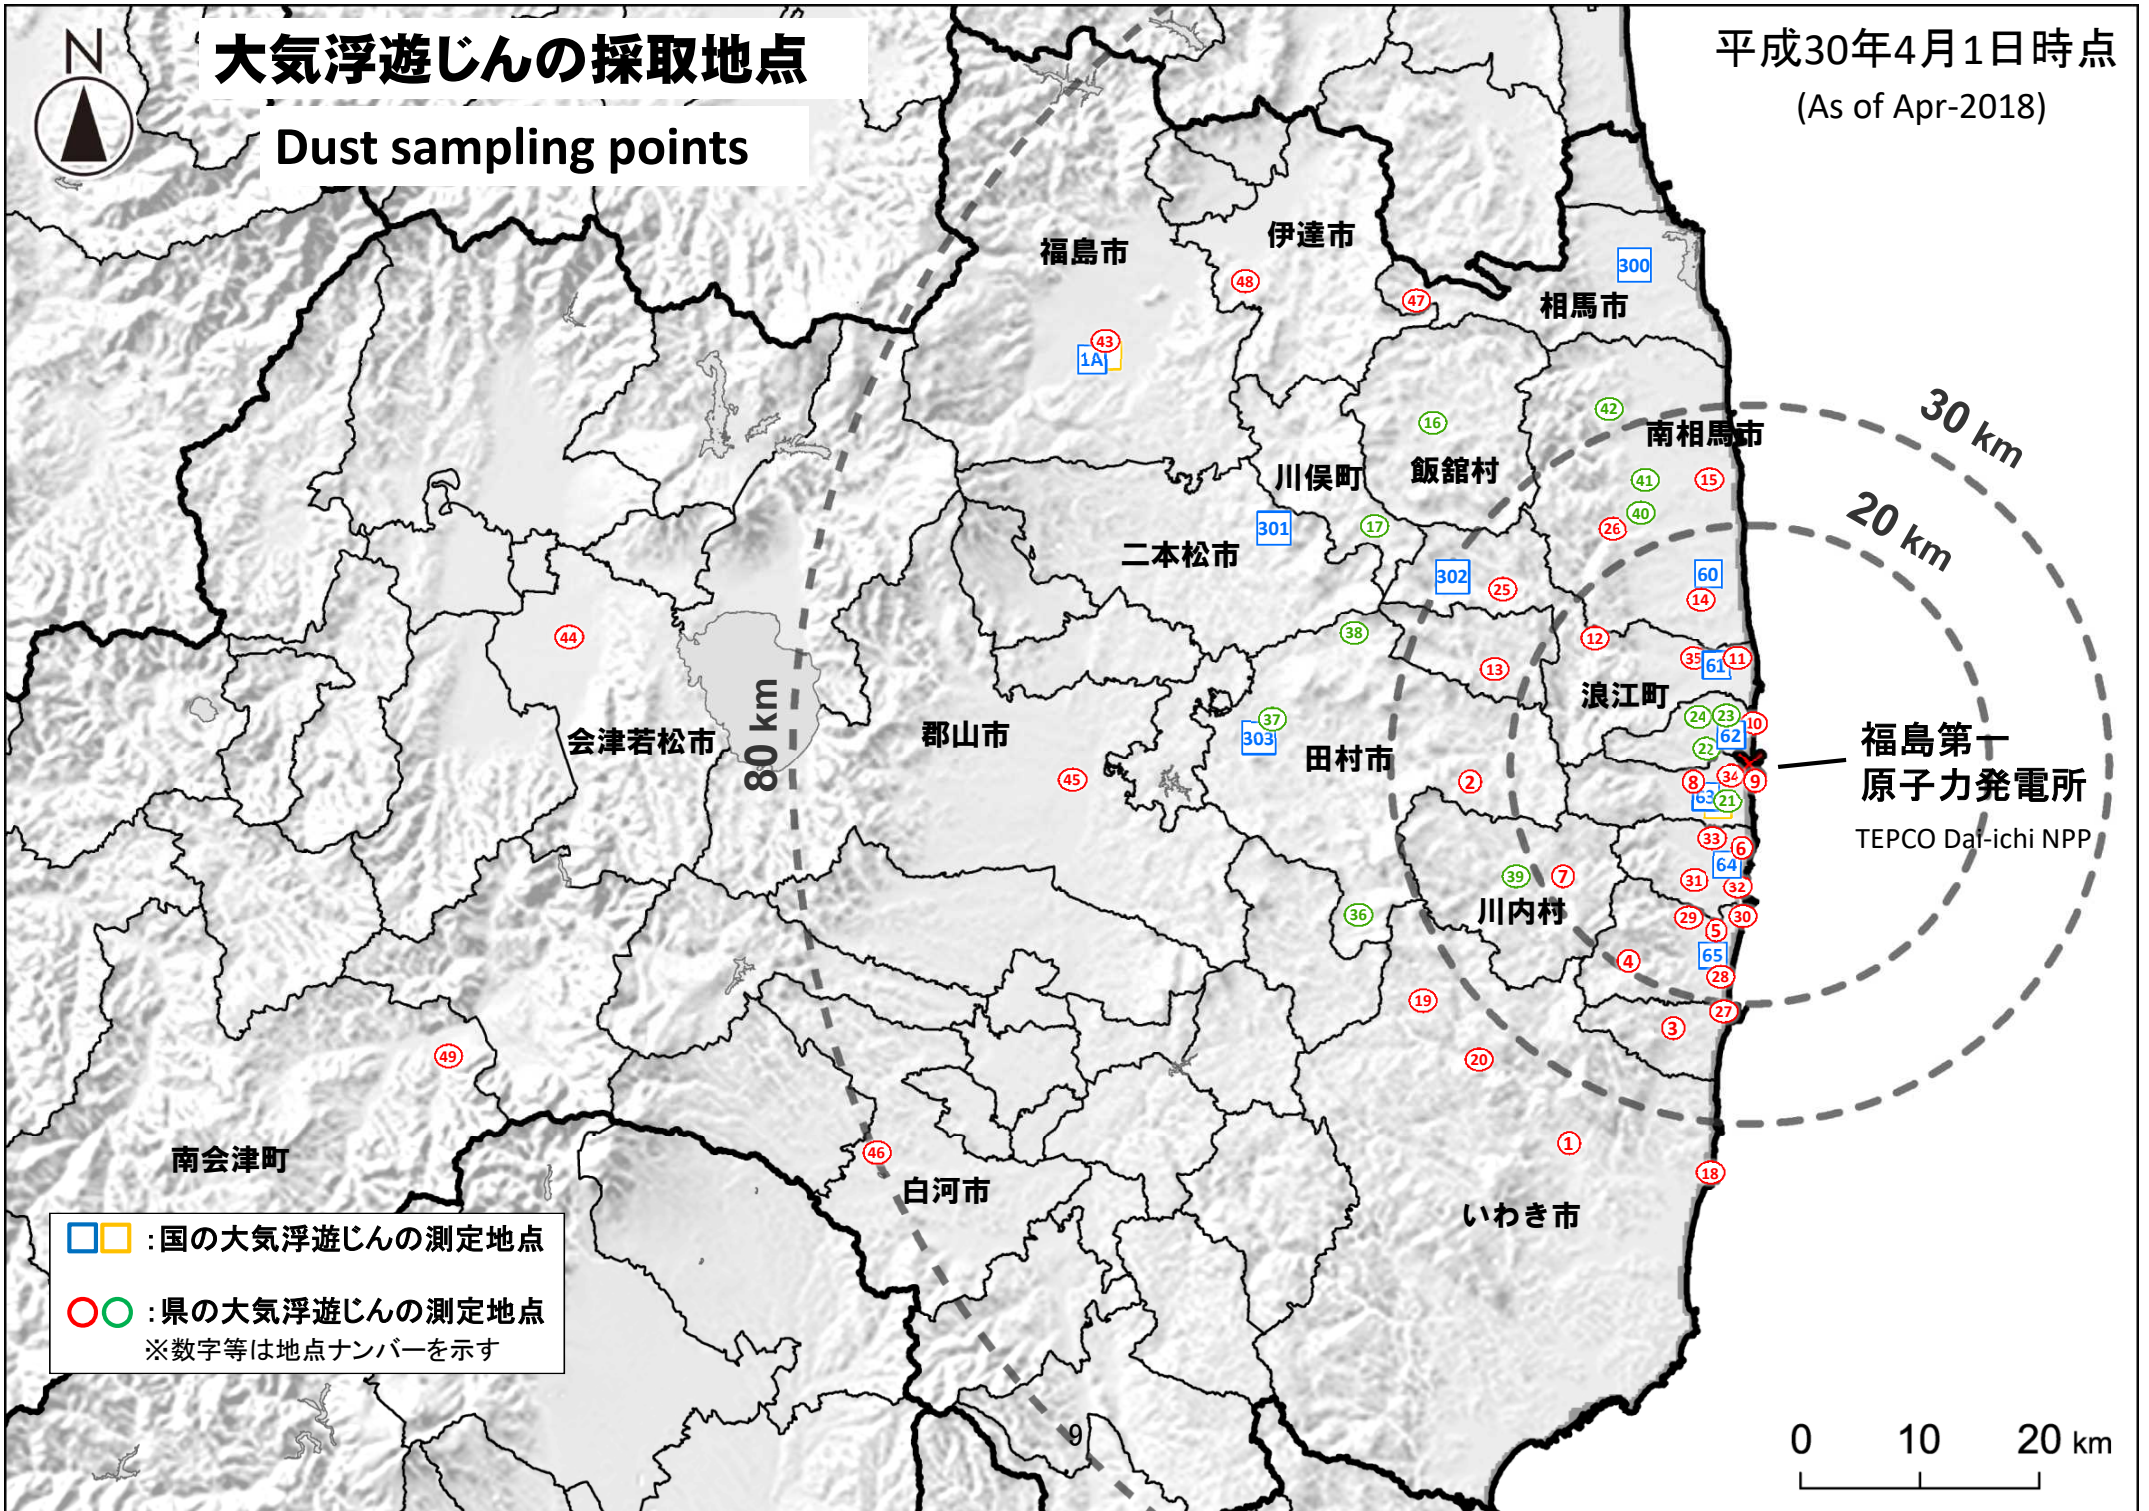 大気浮遊じんの採取地点
Dust sampling points
平成30年4月1日時点
(As of Apr-2018)
N
福島市
伊達市
300
48
47
相馬市
43
1A
42
16
30 km
南相馬市
川俣町
飯舘村
41
15
301
17
40
26
20 km
二本松市
302
25
60
14
44
38
12
35
61
11
13
浪江町
会津若松市
80 km
郡山市
37
303
田村市
24
23
10
62
22
福島第一
原子力発電所
TEPCO Dai-ichi NPP
45
2
8
34
9
63
21
33
6
64
39
7
31
32
川内村
36
29
30
5
4
65
28
19
27
3
49
20
1
46
18
南会津町
白河市
いわき市
:国の大気浮遊じんの測定地点
:県の大気浮遊じんの測定地点
※数字等は地点ナンバーを示す
9
0 10 20 km